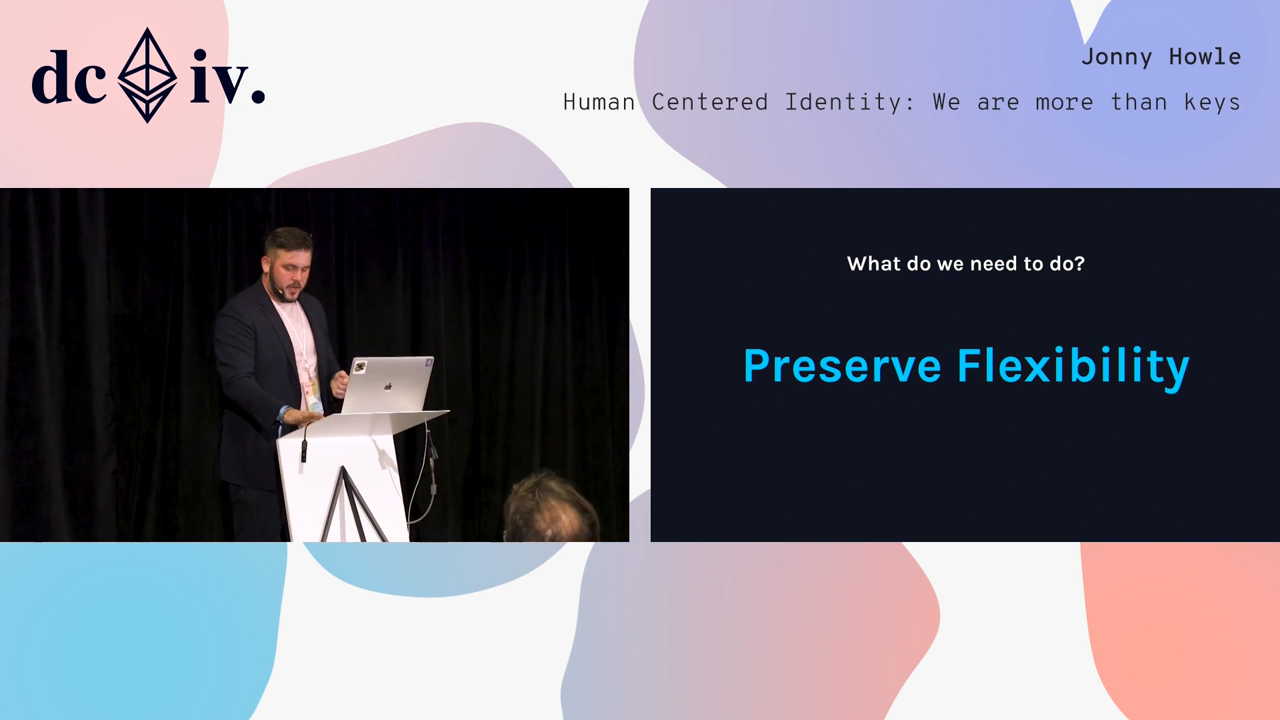 dc iv.
Jonny Howle
Human Centered Identity: We are more than keys
What do we need to do?
Preserve Flexibility